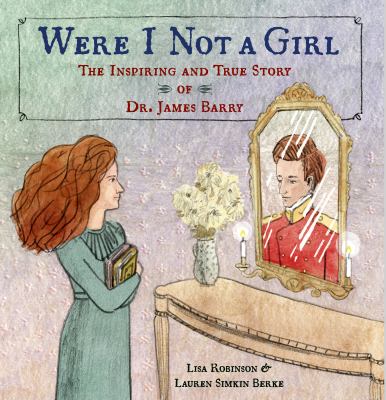 Were I Not a Girl
The Inspiring and True Story
of
Dr. James Barry
Lisa Robinson &
Lauren Simkin Berke